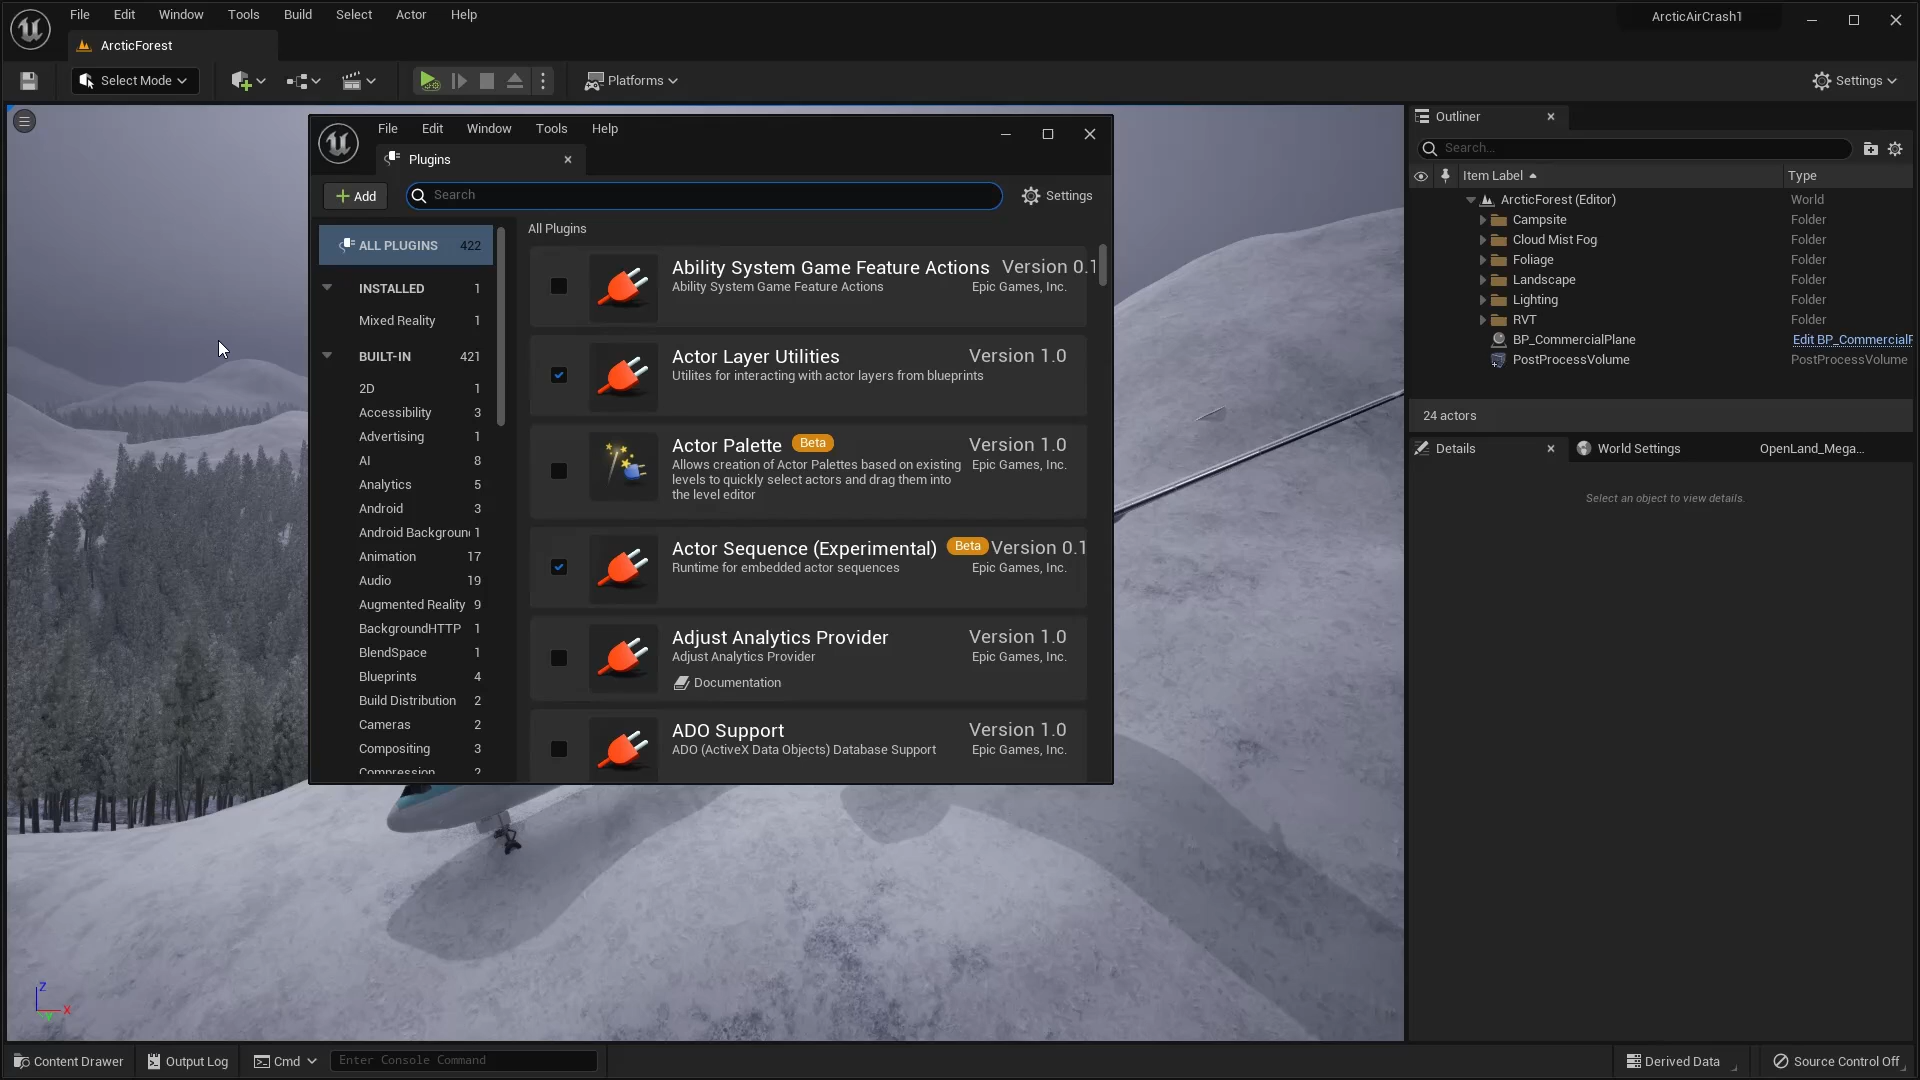 File Edit Window Tools Build Select Actor Help
ArcticAirCrash1
ArcticForest
Select Mode
Platforms
Settings
File Edit Window Tools Help
Plugins
Add
Search
Settings
ALL PLUGINS 422
INSTALLED 1
Mixed Reality 1
BUILT-IN 421
2D 1
Accessibility 3
Advertising 1
AI 8
Analytics 5
Android 3
Android Backgroun 1
Animation 17
Audio 19
Augmented Reality 9
BackgroundHTTP 1
BlendSpace 1
Blueprints 4
Build Distribution 2
Cameras 2
Compositing 3
Compression 2
All Plugins
Ability System Game Feature Actions Version 0.1
Ability System Game Feature Actions Epic Games, Inc.
Actor Layer Utilities Version 1.0
Utilites for interacting with actor layers from blueprints
Actor Palette Beta Version 1.0
Allows creation of Actor Palettes based on existing Epic Games, Inc.
levels to quickly select actors and drag them into
the level editor
Actor Sequence (Experimental) Beta Version 0.1
Runtime for embedded actor sequences Epic Games, Inc.
Adjust Analytics Provider Version 1.0
Adjust Analytics Provider Epic Games, Inc.
Documentation
ADO Support Version 1.0
ADO (ActiveX Data Objects) Database Support Epic Games, Inc.
Outliner
Search...
Item Label Type
ArcticForest (Editor) World
Campsite Folder
Cloud Mist Fog Folder
Foliage Folder
Landscape Folder
Lighting Folder
RVT Folder
BP_CommercialPlane Edit BP_CommercialP
PostProcessVolume PostProcessVolume
24 actors
Details World Settings OpenLand_Mega...
Select an object to view details.
Z
X
Y
Content Drawer Output Log Cmd Enter Console Command Derived Data Source Control Off